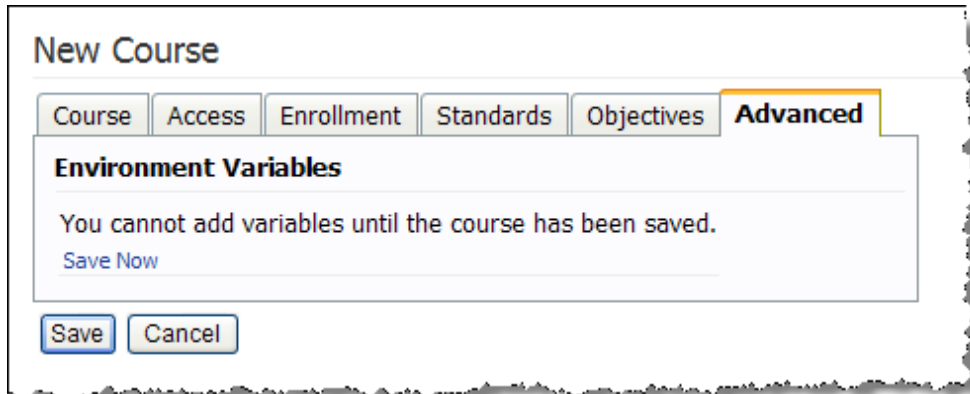 New Course
Course Access Enrollment Standards Objectives Advanced
Environment Variables
You cannot add variables until the course has been saved.
Save Now
Save Cancel